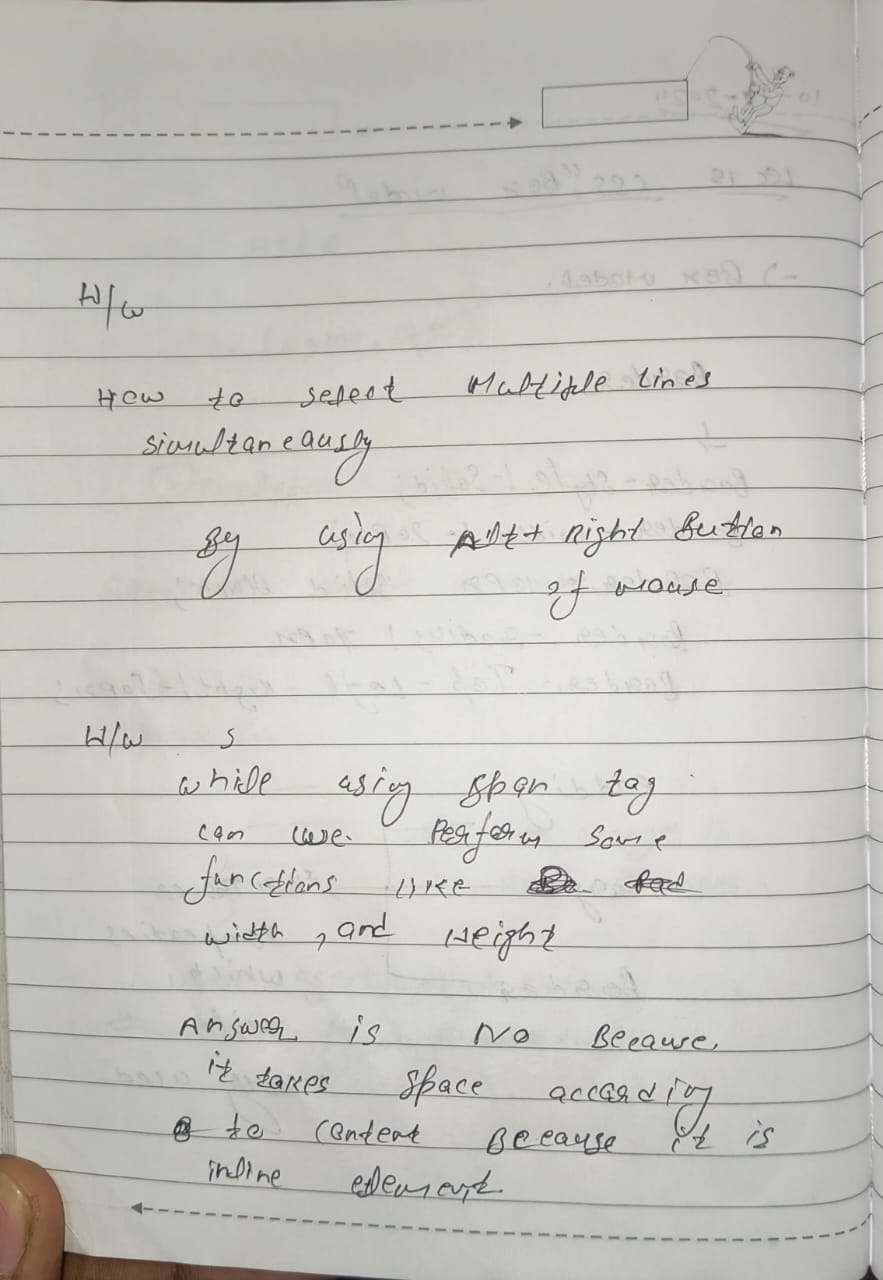 H/w
How to select Multiple lines
simultaneausly
By using Alt + Right Button
of mouse
H/w s
while using span tag
can we perform some
functions like
width , and Height
Answer is No Because
it takes space according
to content Because it is
inline element.